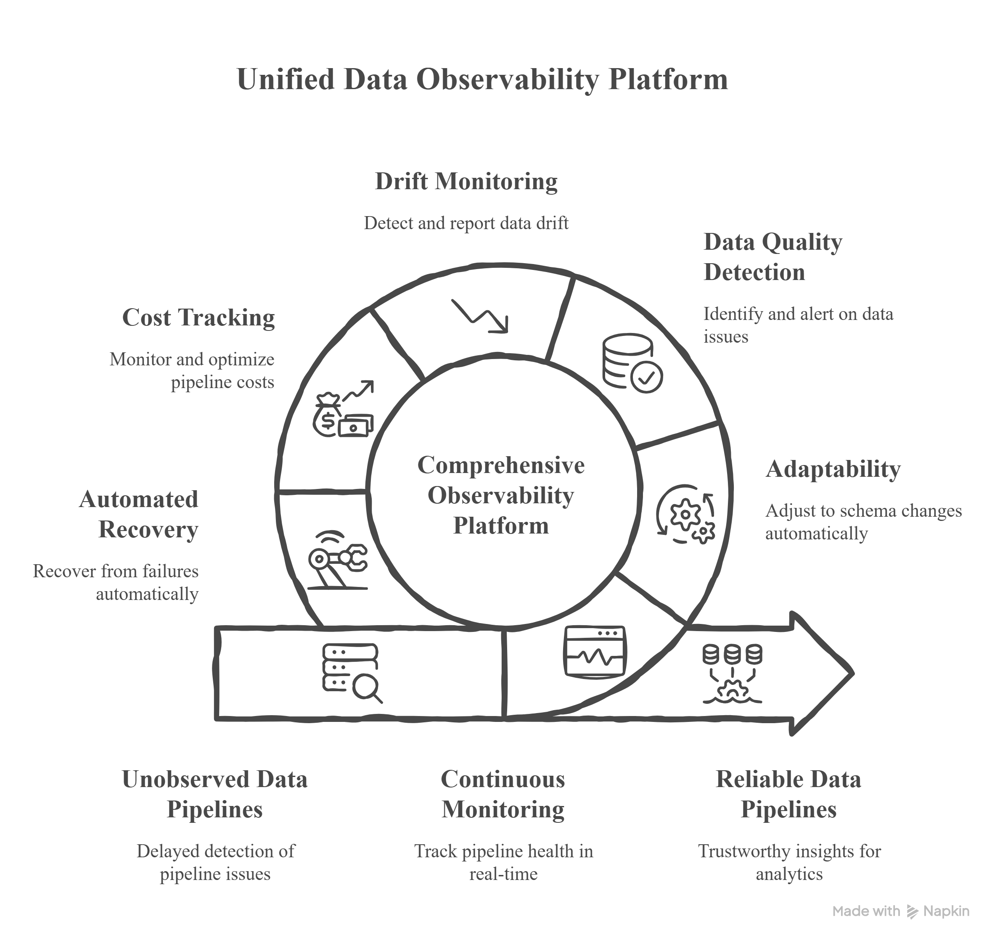 Unified Data Observability Platform
Drift Monitoring
Detect and report data drift
Data Quality
Detection
Identify and alert on data
issues
Cost Tracking
Monitor and optimize
pipeline costs
Comprehensive
Observability
Platform
Adaptability
Adjust to schema changes
automatically
Automated
Recovery
Recover from failures
automatically
Unobserved Data
Pipelines
Delayed detection of
pipeline issues
Continuous
Monitoring
Track pipeline health in
real-time
Reliable Data
Pipelines
Trustworthy insights for
analytics
Made with Napkin